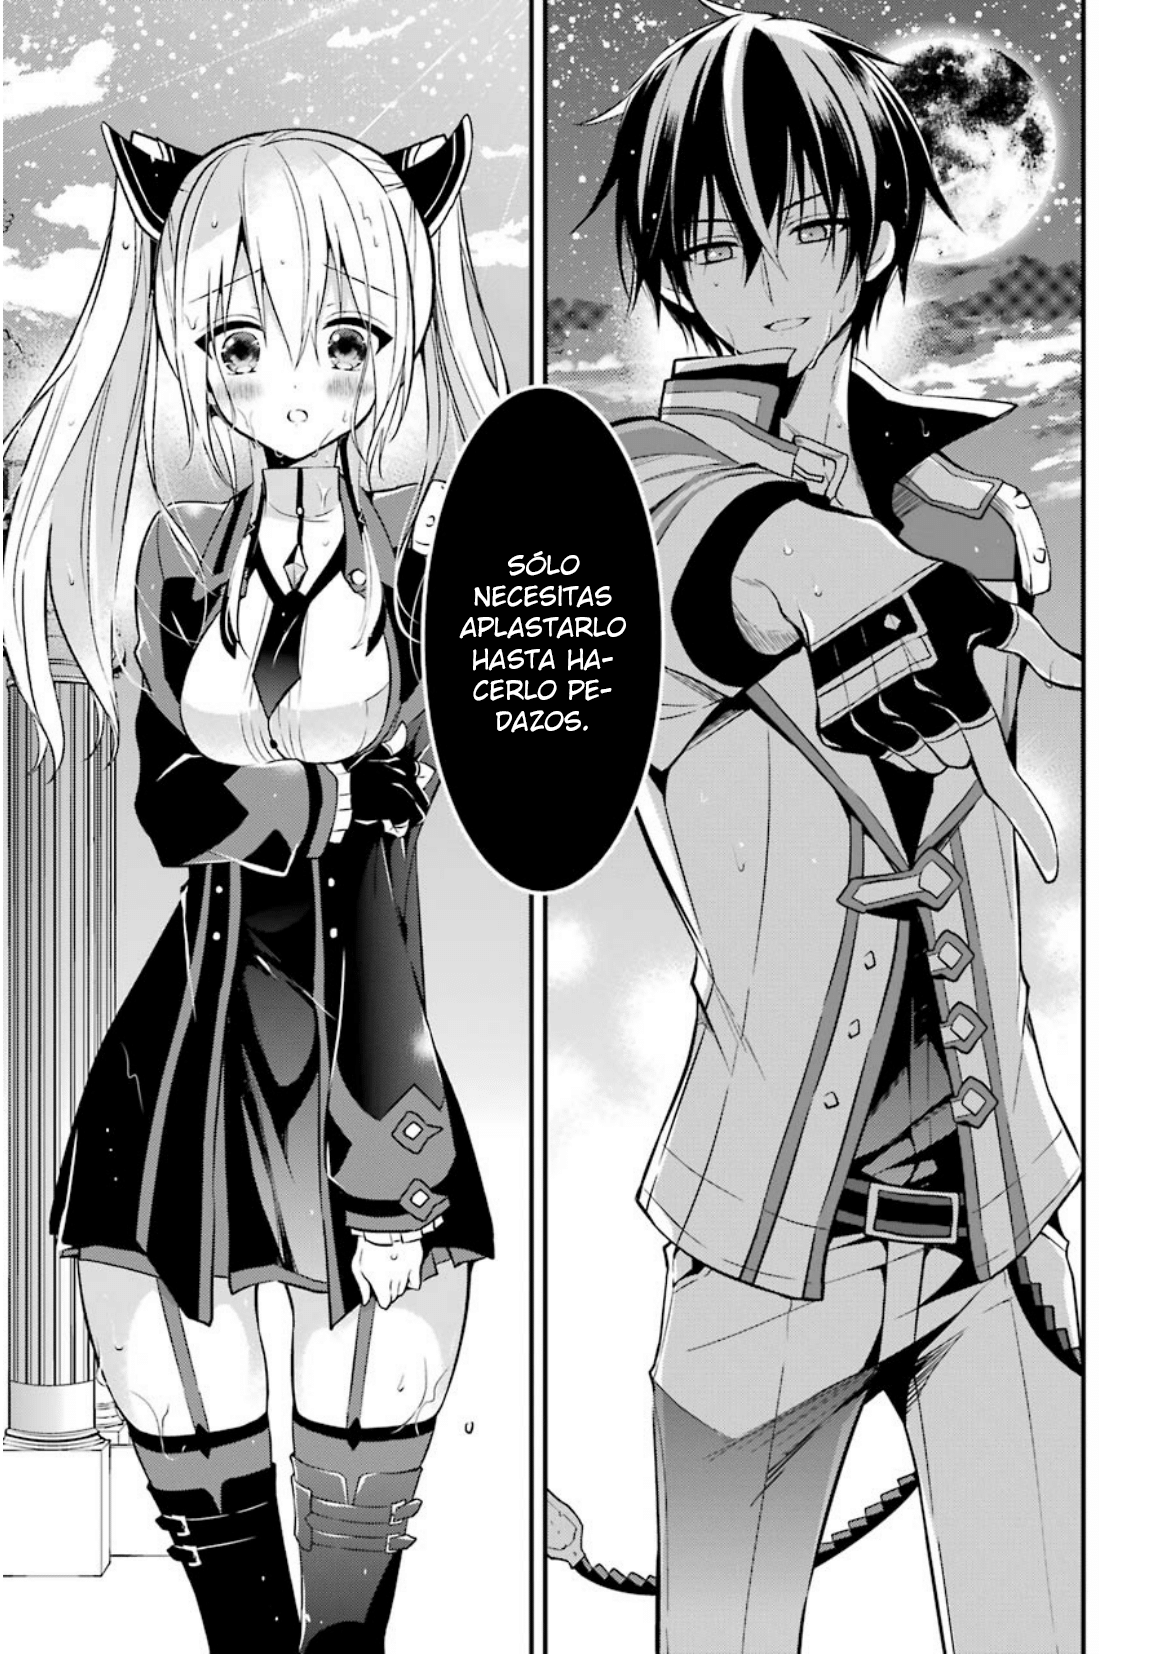 SÓLO
NECESITAS
APLASTARLO
HASTA HA-
CERLO PE-
DAZOS.